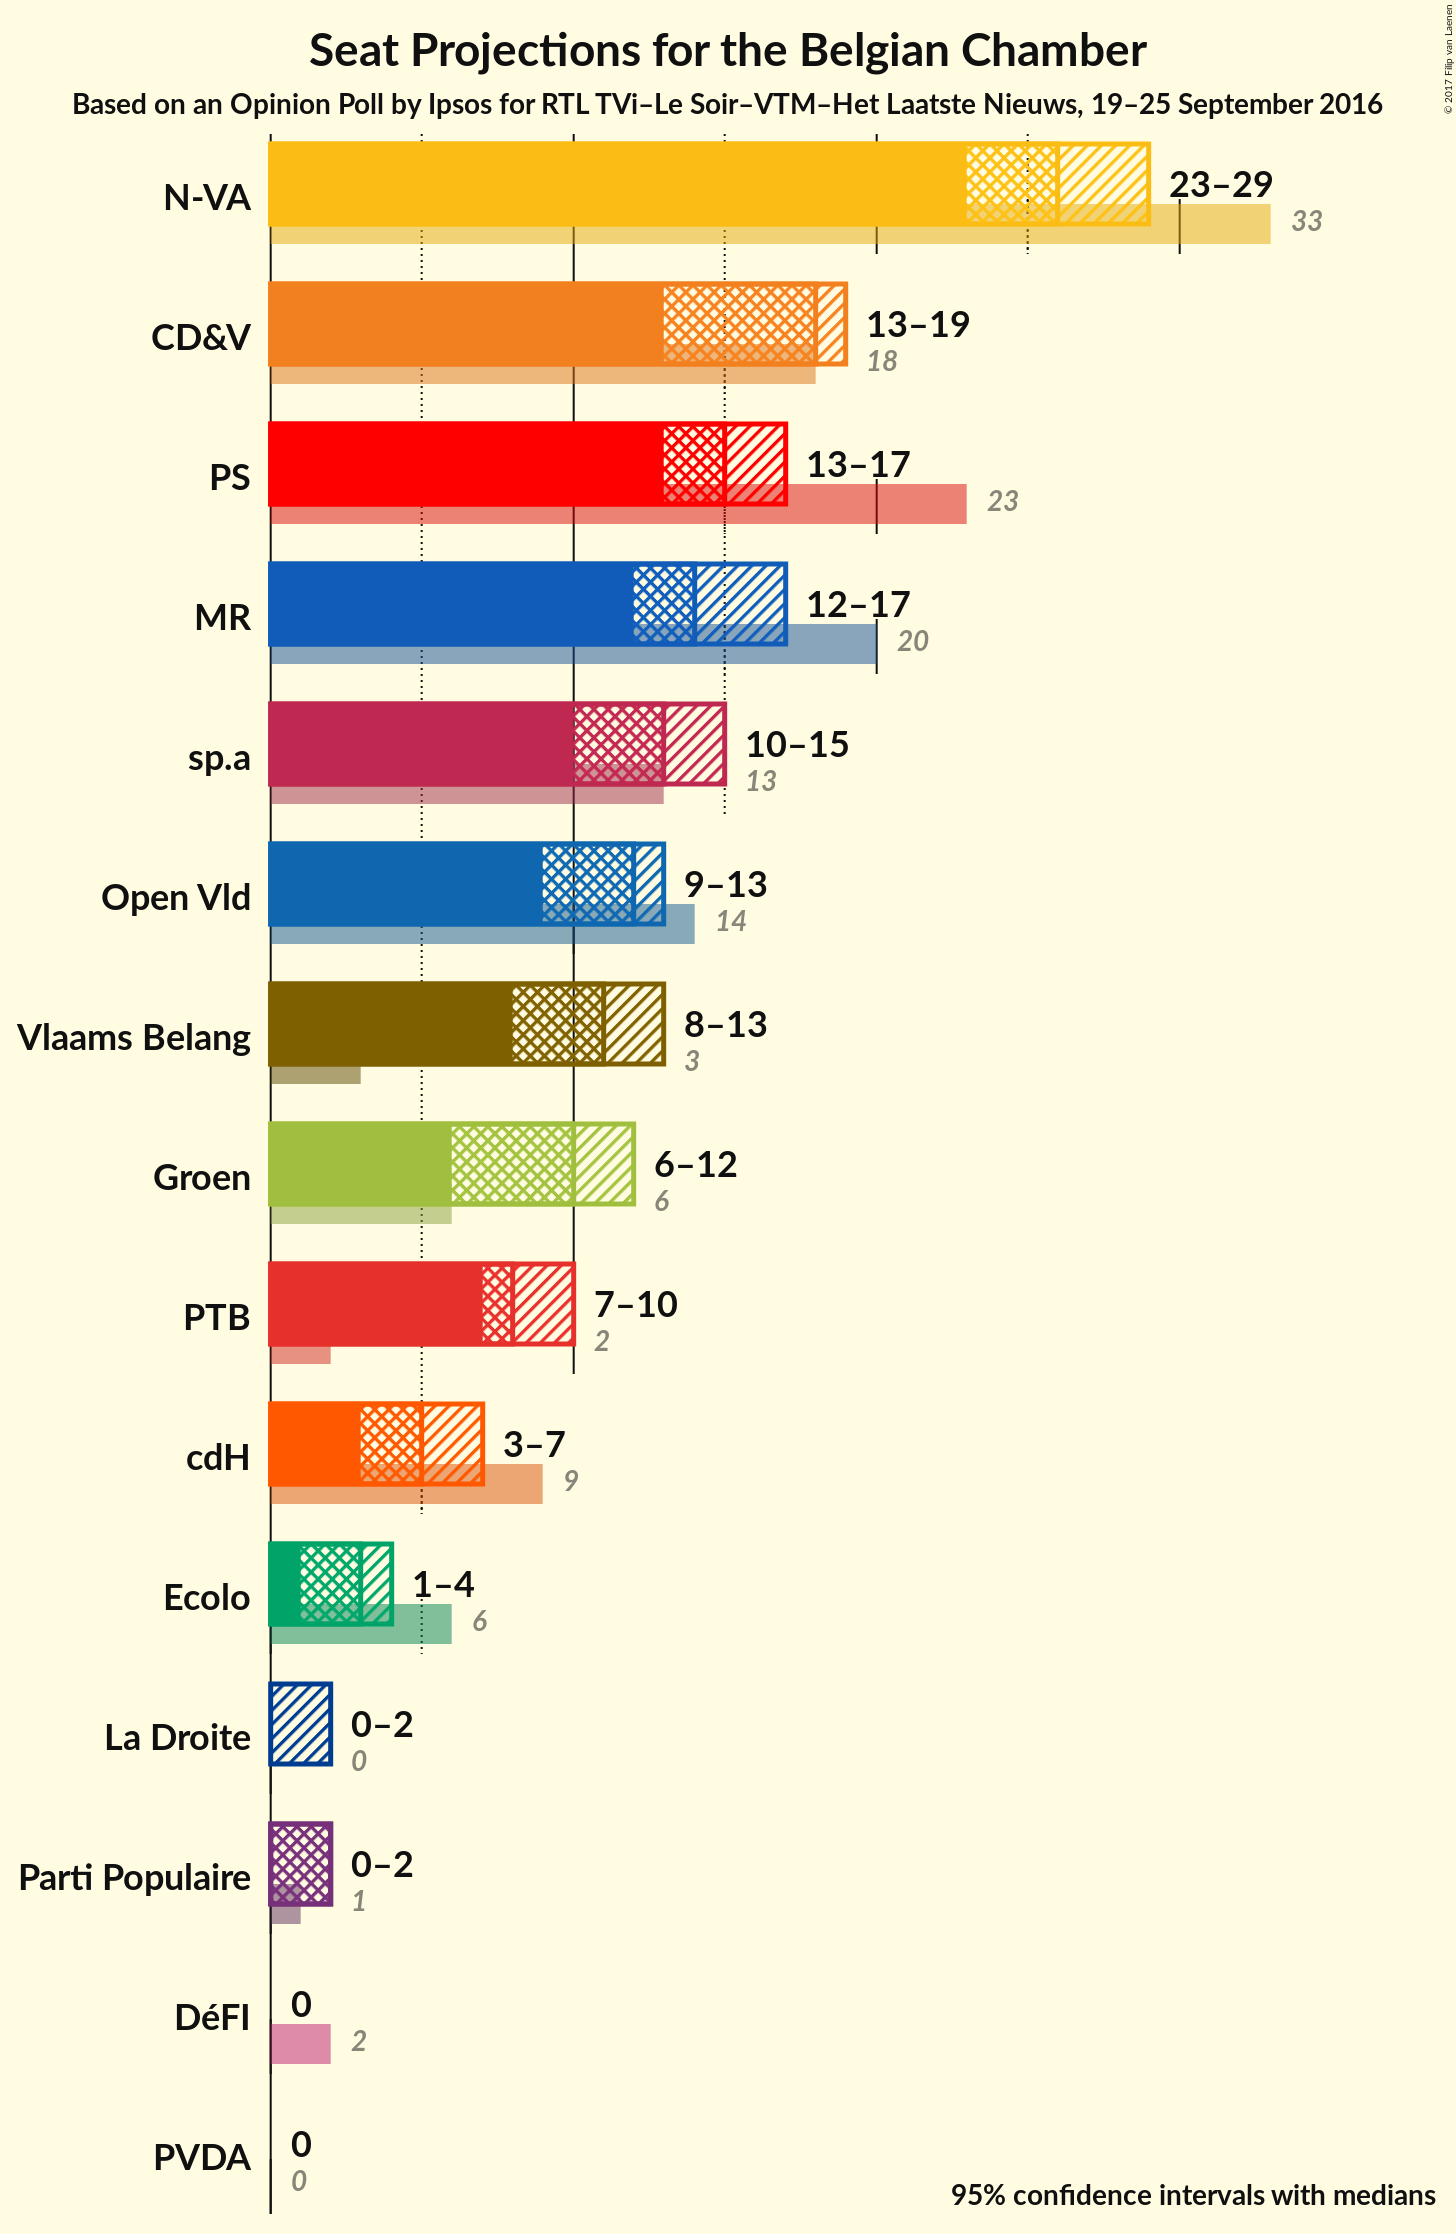 Seat Projections for the Belgian Chamber
Based on an Opinion Poll by Ipsos for RTL TVi–Le Soir–VTM–Het Laatste Nieuws, 19–25 September 2016
© 2017 Filip van Laenen
N-VA
23–29
33
CD&V
13–19
18
PS
13–17
23
MR
12–17
20
sp.a
10–15
13
Open Vld
9–13
14
Vlaams Belang
8–13
3
Groen
6–12
6
PTB
7–10
2
cdH
3–7
9
Ecolo
1–4
6
La Droite
0–2
0
Parti Populaire
0–2
1
DéFI
0
2
PVDA
0
0
95% confidence intervals with medians